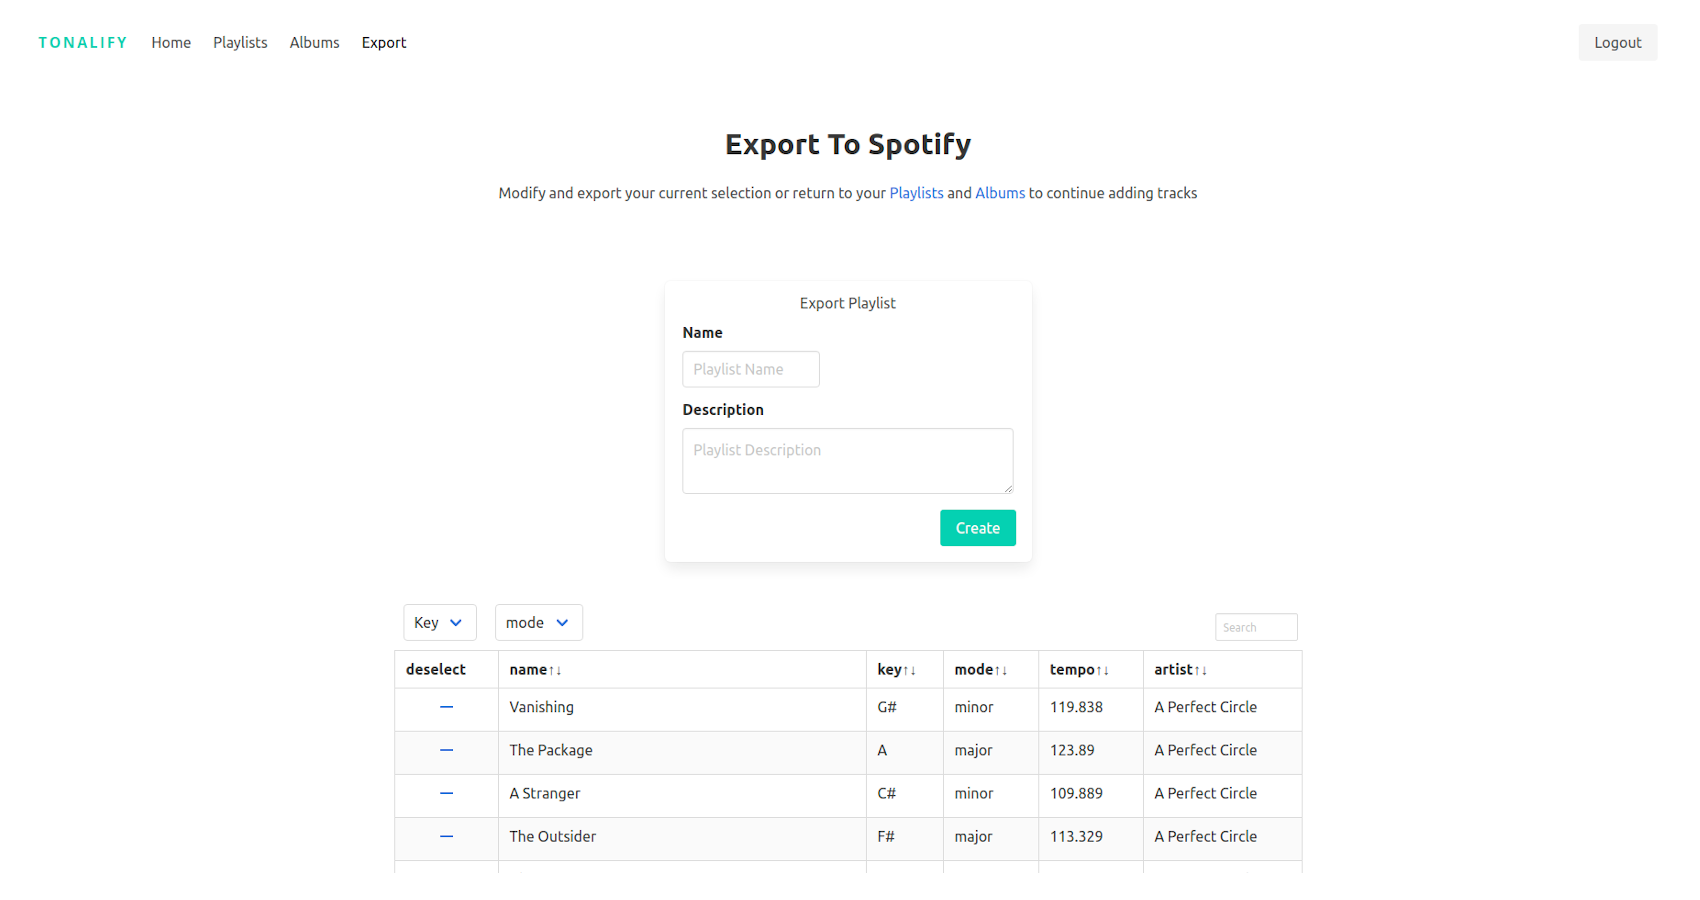 TONALIFY Home Playlists Albums Export Logout
Export To Spotify
Modify and export your current selection or return to your Playlists and Albums to continue adding tracks
Export Playlist
Name
Playlist Name
Description
Playlist Description
Create
Key mode Search
deselect name↑↓ key↑↓ mode↑↓ tempo↑↓ artist↑↓
— Vanishing G# minor 119.838 A Perfect Circle
— The Package A major 123.89 A Perfect Circle
— A Stranger C# minor 109.889 A Perfect Circle
— The Outsider F# major 113.329 A Perfect Circle